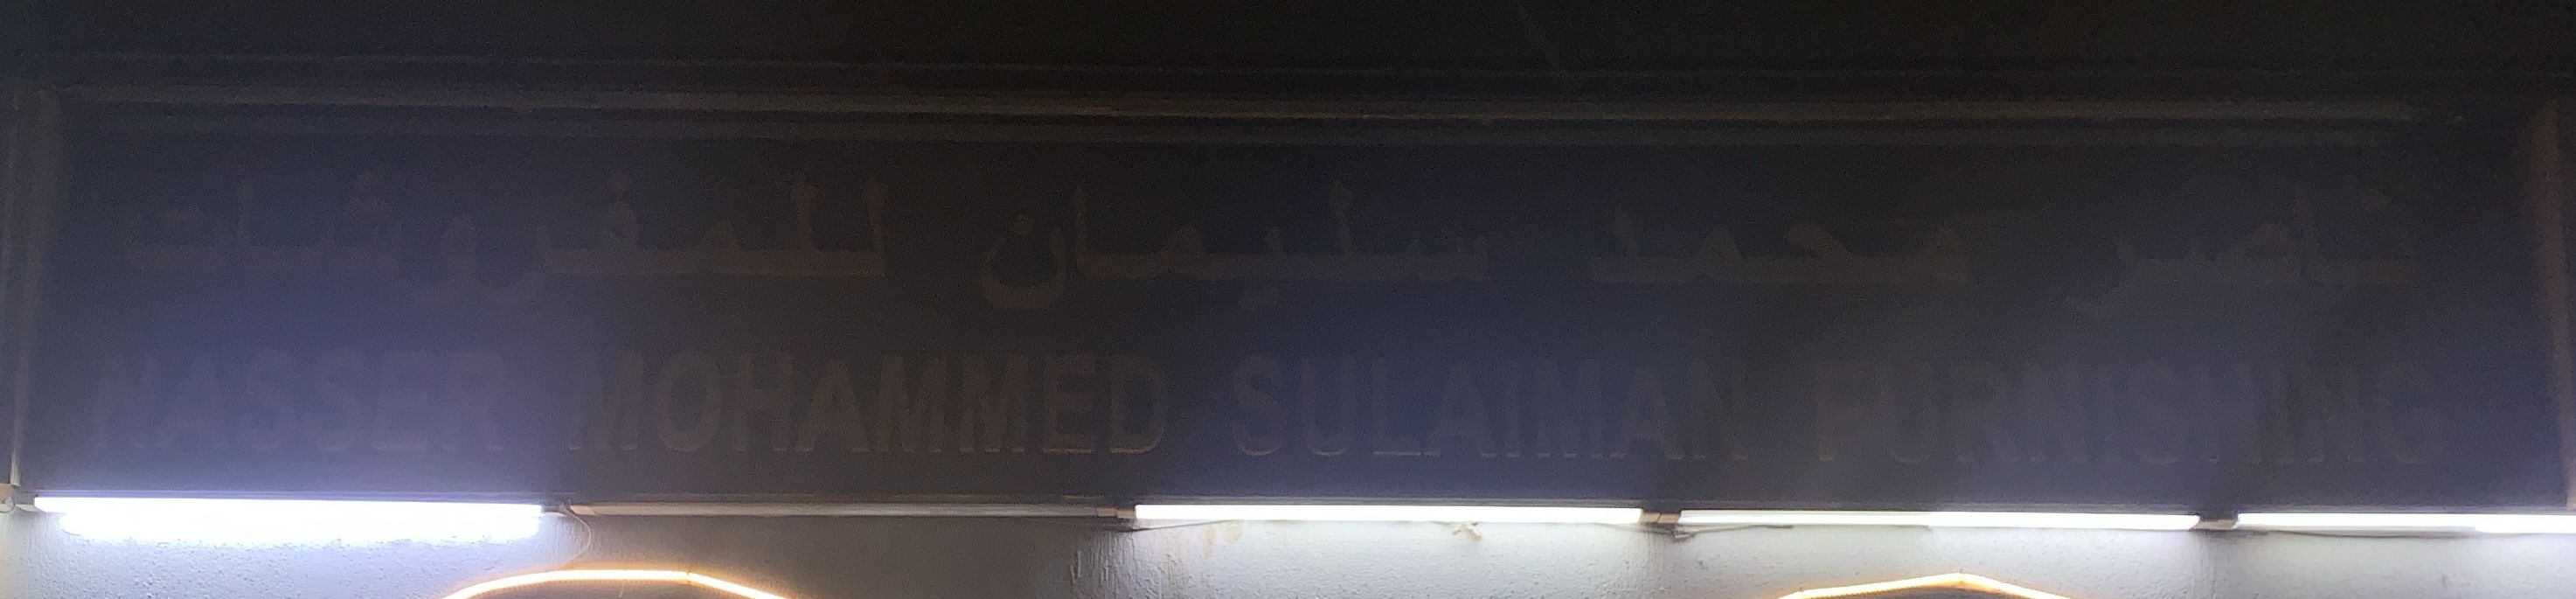 ناصر محمد سليمان للمفروشات
NASSER MOHAMMED SULAIMAN FURNISHING